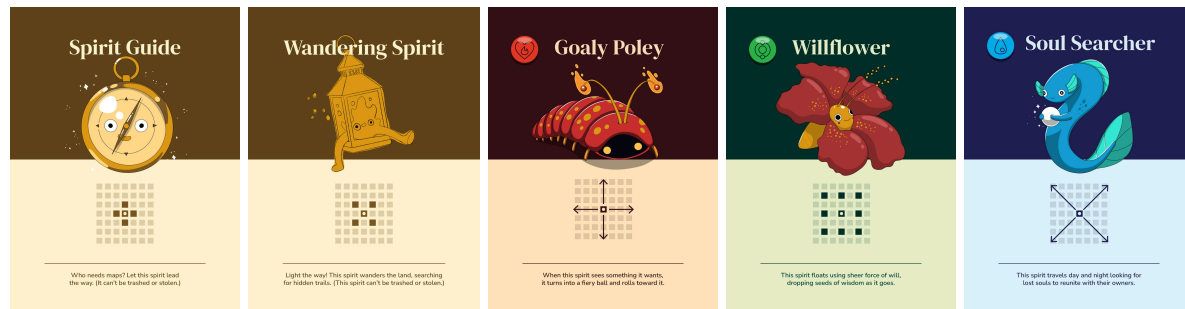 Spirit Guide
Who needs maps? Let this spirit lead
the way. (It can't be trashed or stolen.)
Wandering Spirit
Light the way! This spirit wanders the land, searching
for hidden trails. (This spirit can't be trashed or stolen.)
Goaly Poley
When this spirit sees something it wants,
it turns into a fiery ball and rolls toward it.
Willflower
This spirit floats using sheer force of will,
dropping seeds of wisdom as it goes.
Soul Searcher
This spirit travels day and night looking for
lost souls to reunite with their owners.